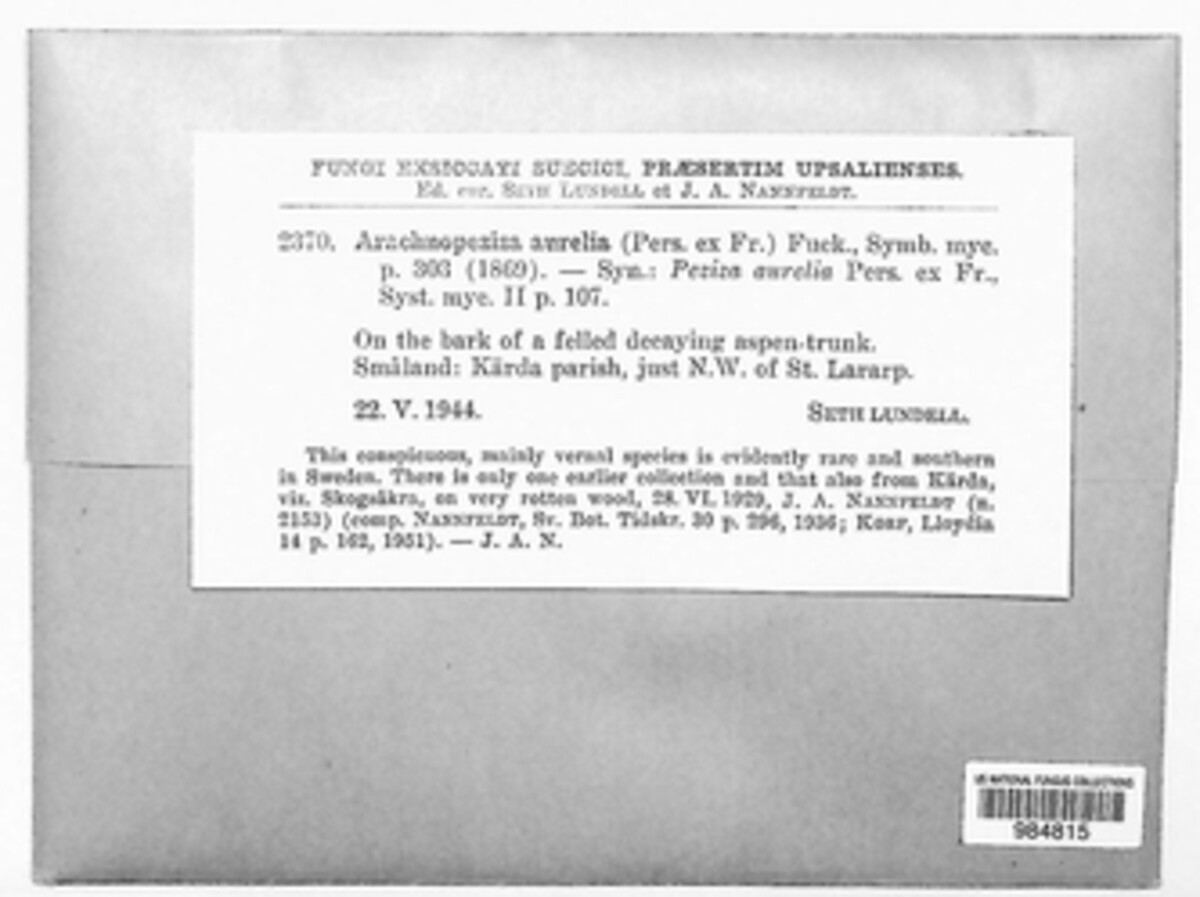 FUNGI EXSICCATI SUECICI, PRÆSERTIM UPSALIENSES.
Ed. cur. SETH LUNDELL et J. A. NANNFELDT.
2370. Arachnopeziza aurelia (Pers. ex Fr.) Fuck., Symb. myc.
p. 303 (1869). — Syn.: Peziza aurelia Pers. ex Fr.,
Syst. myc. II p. 107.
On the bark of a felled decaying aspen-trunk.
Småland: Kärda parish, just N.W. of St. Lararp.
22. V. 1944. SETH LUNDELL.
This conspicuous, mainly vernal species is evidently rare and southern
in Sweden. There is only one earlier collection and that also from Kärda,
viz. Skogsåkra, on very rotten wood, 28. VI. 1929, J. A. NANNFELDT (n.
2153) (comp. NANNFELDT, Sv. Bot. Tidskr. 30 p. 296, 1936; KORF, Lloydia
14 p. 162, 1951). — J. A. N.
US NATIONAL FUNGUS COLLECTIONS
984815